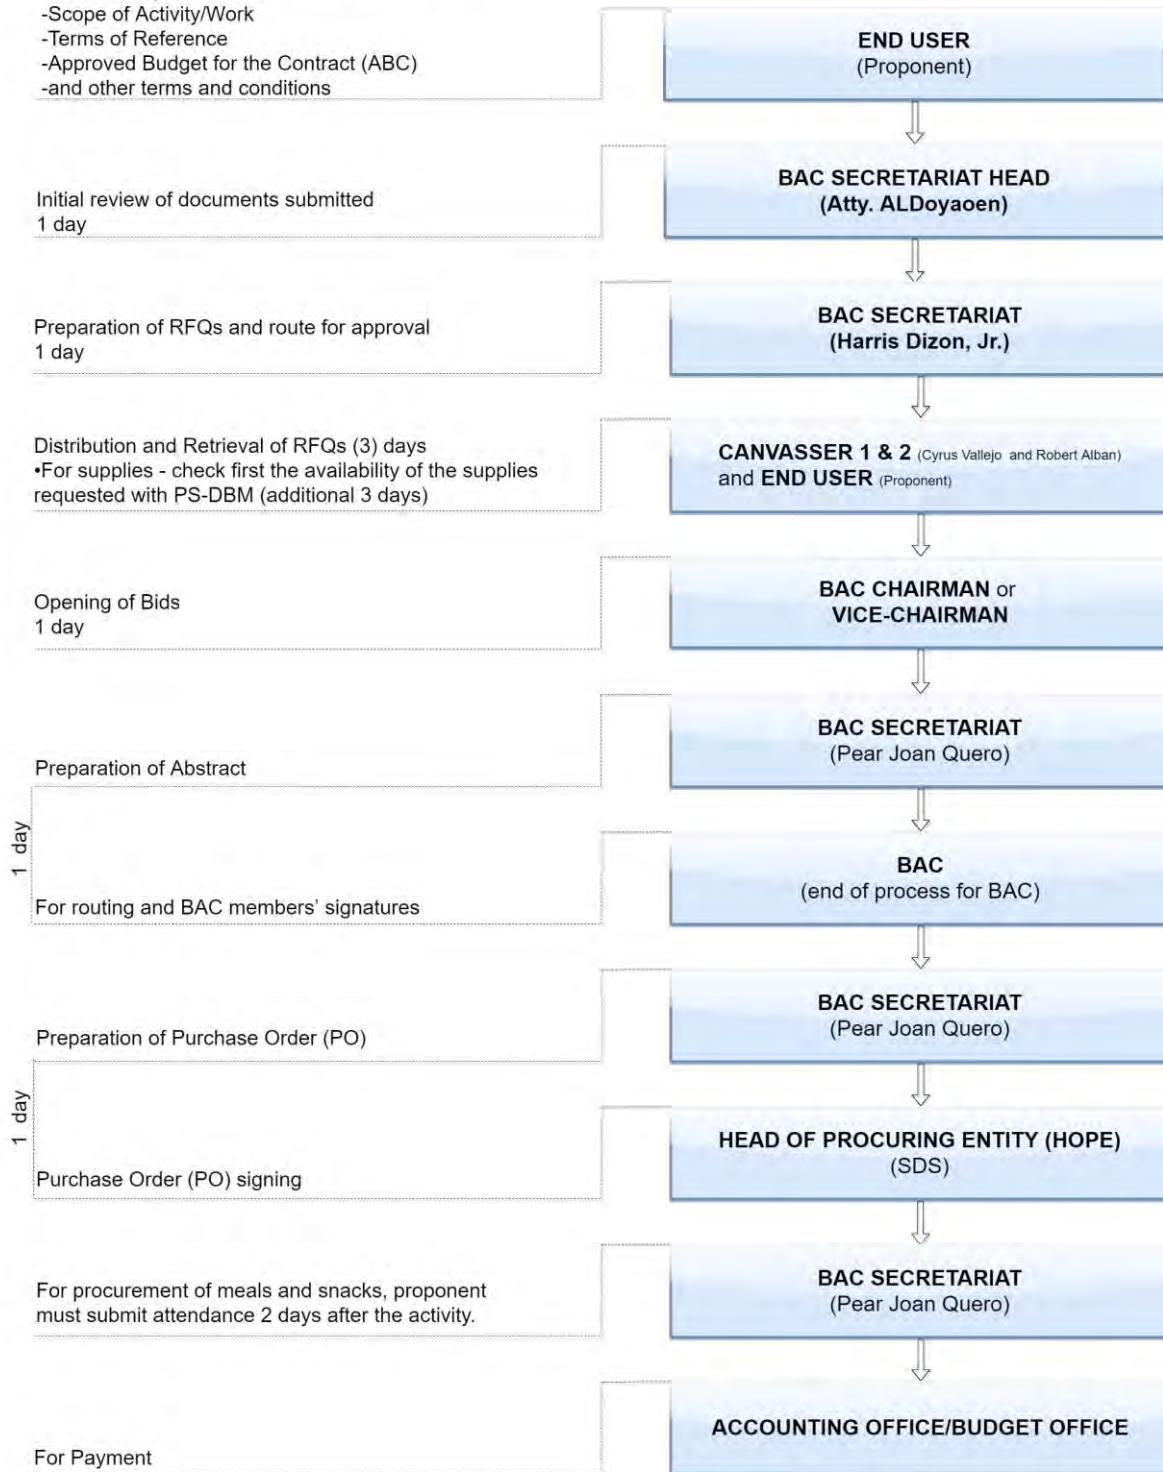 -Scope of Activity/Work
-Terms of Reference
-Approved Budget for the Contract (ABC)
-and other terms and conditions
END USER
(Proponent)
Initial review of documents submitted
1 day
BAC SECRETARIAT HEAD
(Atty. ALDoyaoen)
Preparation of RFQs and route for approval
1 day
BAC SECRETARIAT
(Harris Dizon, Jr.)
Distribution and Retrieval of RFQs (3) days
•For supplies - check first the availability of the supplies
requested with PS-DBM (additional 3 days)
CANVASSER 1 & 2 (Cyrus Vallejo and Robert Alban)
and END USER (Proponent)
Opening of Bids
1 day
BAC CHAIRMAN or
VICE-CHAIRMAN
Preparation of Abstract
BAC SECRETARIAT
(Pear Joan Quero)
1 day
For routing and BAC members' signatures
BAC
(end of process for BAC)
Preparation of Purchase Order (PO)
BAC SECRETARIAT
(Pear Joan Quero)
1 day
Purchase Order (PO) signing
HEAD OF PROCURING ENTITY (HOPE)
(SDS)
For procurement of meals and snacks, proponent
must submit attendance 2 days after the activity.
BAC SECRETARIAT
(Pear Joan Quero)
For Payment
ACCOUNTING OFFICE/BUDGET OFFICE